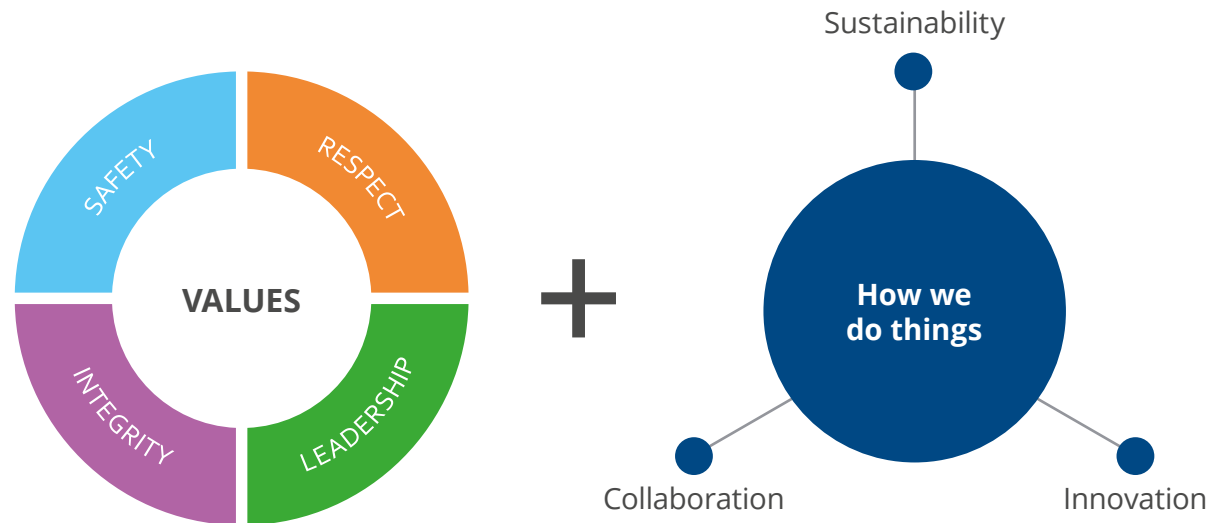 SAFETY
RESPECT
VALUES
INTEGRITY
LEADERSHIP
+
Sustainability
How we
do things
Collaboration
Innovation